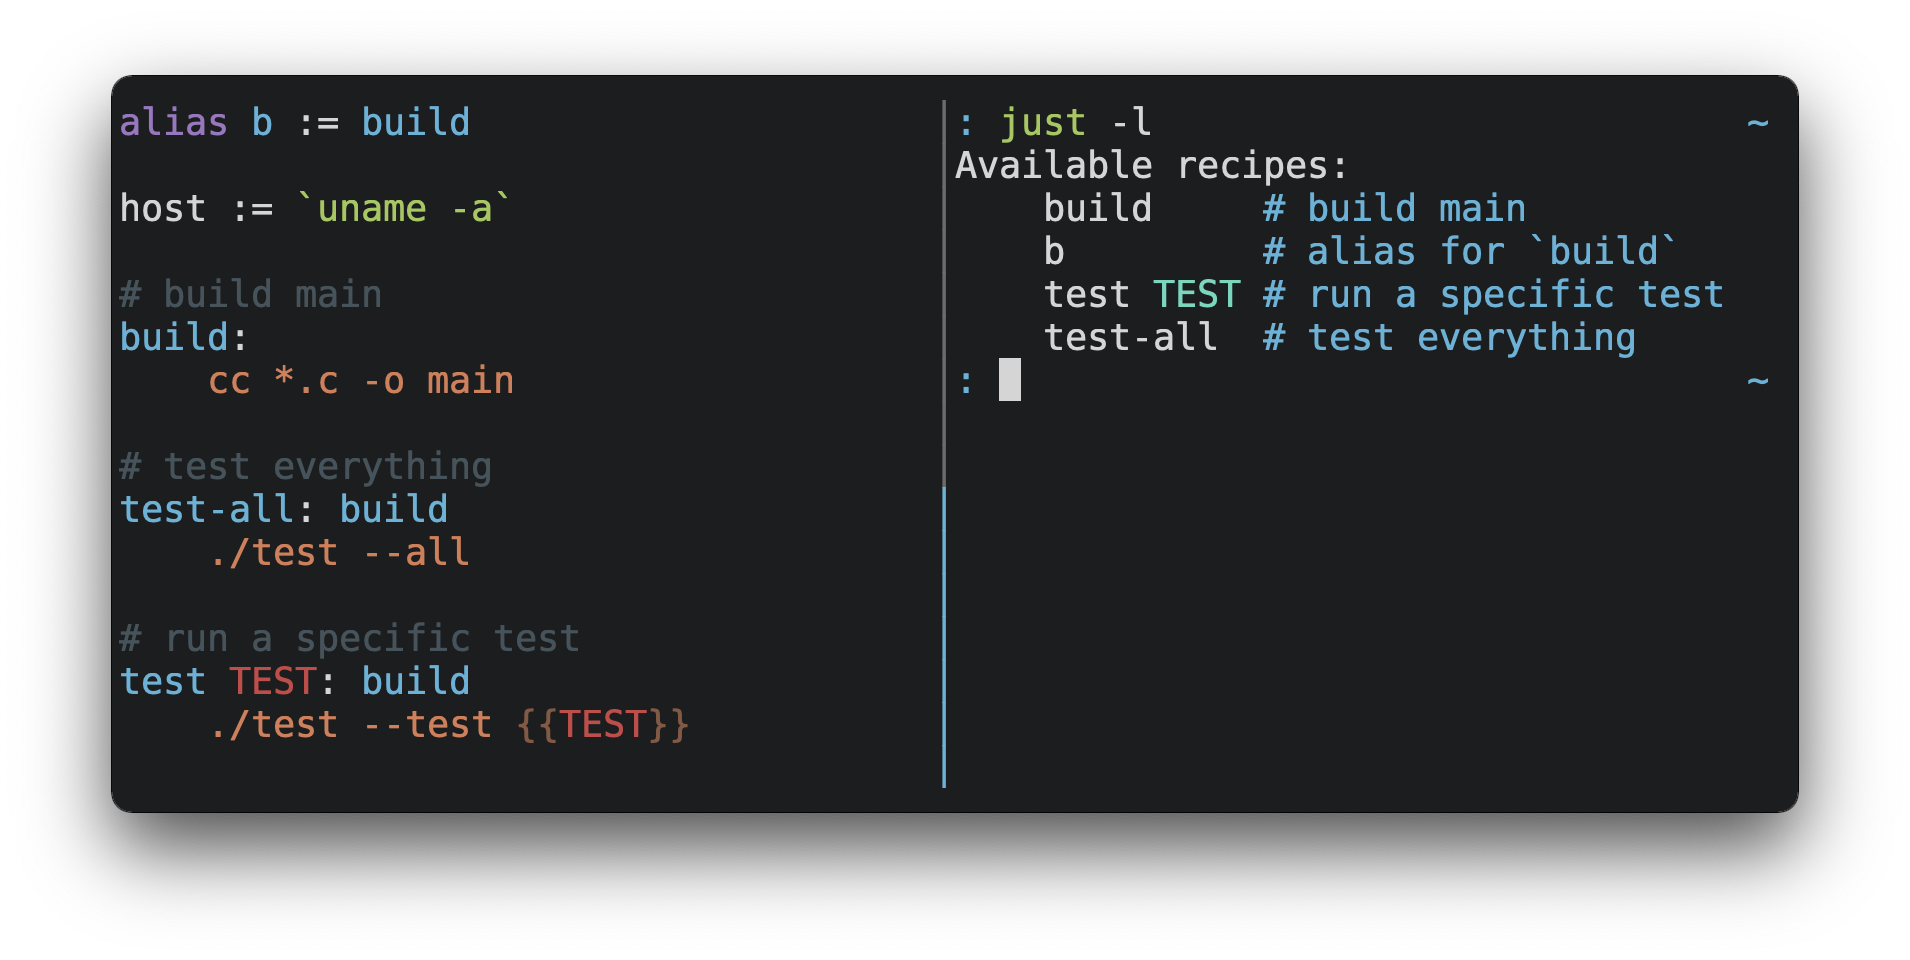 alias b := build

host := `uname -a`

# build main
build:
    cc *.c -o main

# test everything
test-all: build
    ./test --all

# run a specific test
test TEST: build
    ./test --test {{TEST}}

: just -l ~
Available recipes:
    build     # build main
    b         # alias for `build`
    test TEST # run a specific test
    test-all  # test everything
: ~